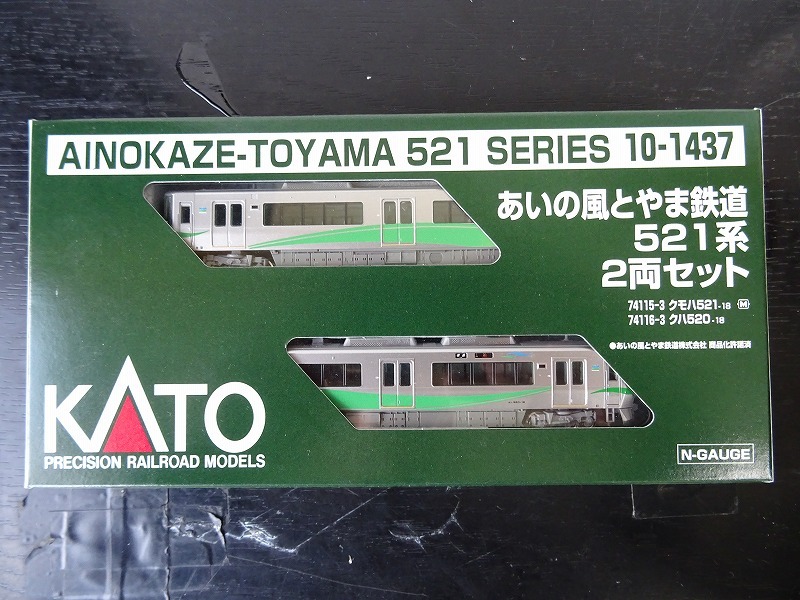 AINOKAZE-TOYAMA 521 SERIES 10-1437
あいの風とやま鉄道
521系
2両セット
74115-3 クモハ521-18 M
74116-3 クハ520-18
●あいの風とやま鉄道株式会社 商品化許諾済
KATO
PRECISION RAILROAD MODELS
N-GAUGE